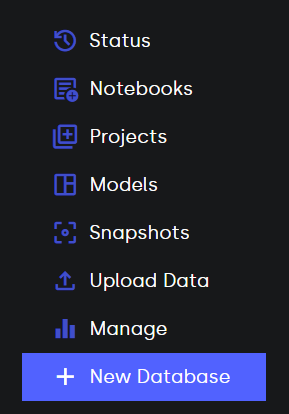 Status
Notebooks
Projects
Models
Snapshots
Upload Data
Manage
New Database